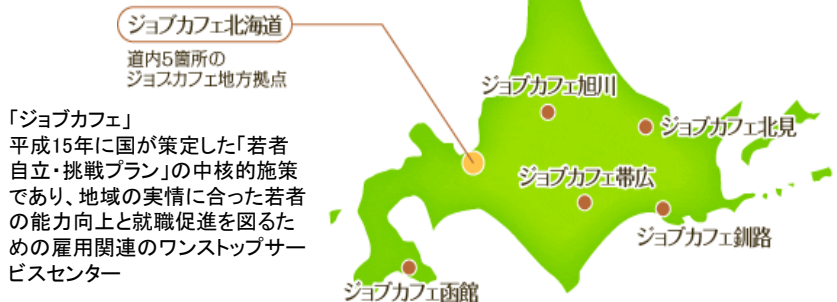 ジョブカフェ北海道
道内5箇所の
ジョブカフェ地方拠点
「ジョブカフェ」
平成15年に国が策定した「若者
自立・挑戦プラン」の中核的施策
であり、地域の実情に合った若者
の能力向上と就職促進を図るた
めの雇用関連のワンストップサー
ビスセンター
ジョブカフェ旭川
ジョブカフェ北見
ジョブカフェ帯広
ジョブカフェ釧路
ジョブカフェ函館